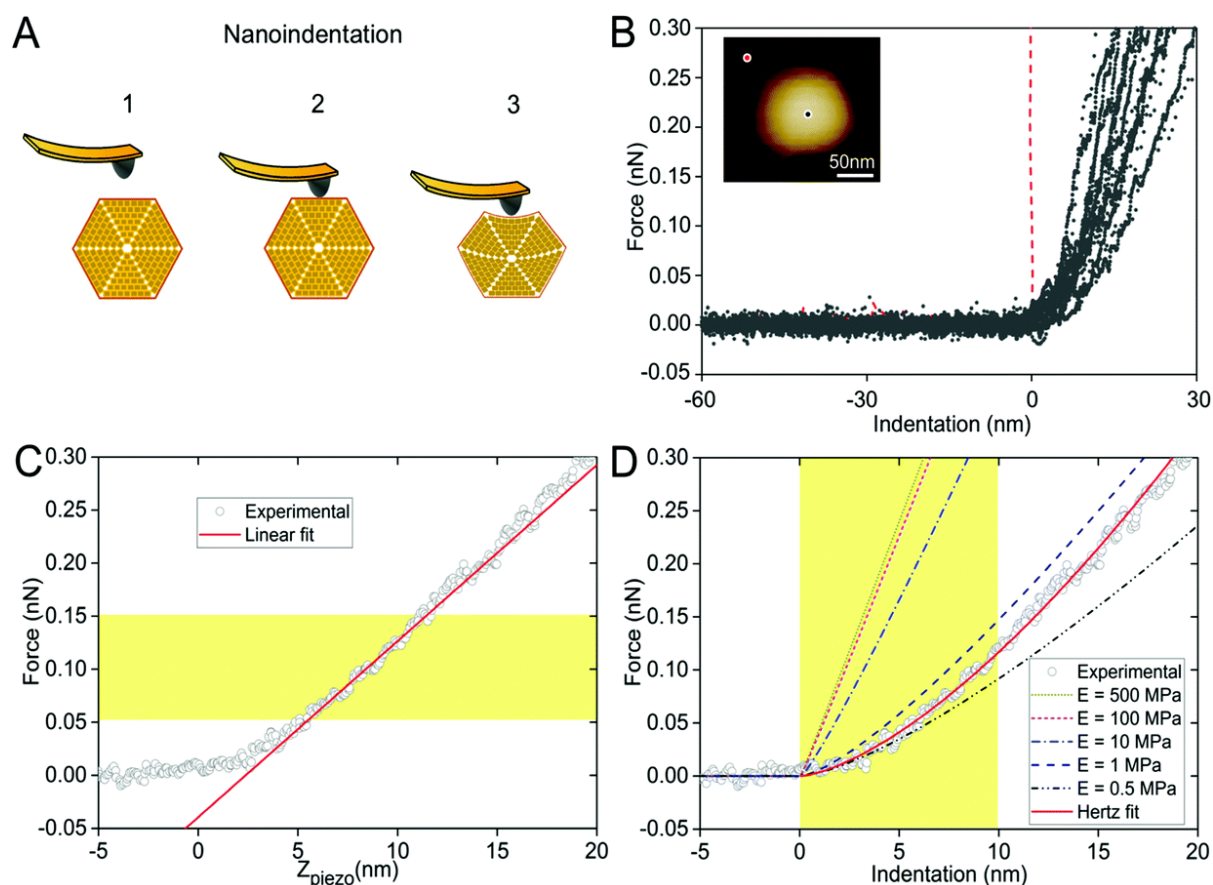 A
Nanoindentation
1 2 3
B
0.30
0.25
0.20
0.15
0.10
0.05
0.00
-0.05
Force (nN)
50nm
-60 -30 0 30
Indentation (nm)
C
0.30
0.25
0.20
0.15
0.10
0.05
0.00
-0.05
Force (nN)
Experimental
Linear fit
-5 0 5 10 15 20
Zpiezo(nm)
D
0.30
0.25
0.20
0.15
0.10
0.05
0.00
-0.05
Force (nN)
Experimental
E = 500 MPa
E = 100 MPa
E = 10 MPa
E = 1 MPa
E = 0.5 MPa
Hertz fit
-5 0 5 10 15 20
Indentation (nm)